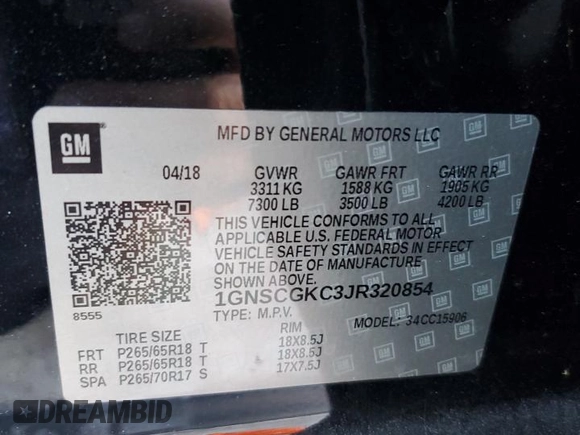 GM
MFD BY GENERAL MOTORS LLC
04/18 GVWR GAWR FRT GAWR RR
3311 KG 1588 KG 1905 KG
7300 LB 3500 LB 4200 LB
THIS VEHICLE CONFORMS TO ALL
APPLICABLE U.S. FEDERAL MOTOR
VEHICLE SAFETY STANDARDS IN EFFECT
ON THE DATE OF MANUFACTURE
SHOWN ABOVE.
1GNSCGKC3JR320854
8555
TYPE: M.P.V. MODEL: 34CC15906
TIRE SIZE RIM
FRT P265/65R18 T 18X8.5J
RR P265/65R18 T 18X8.5J
SPA P265/70R17 S 17X7.5J
DREAMBID